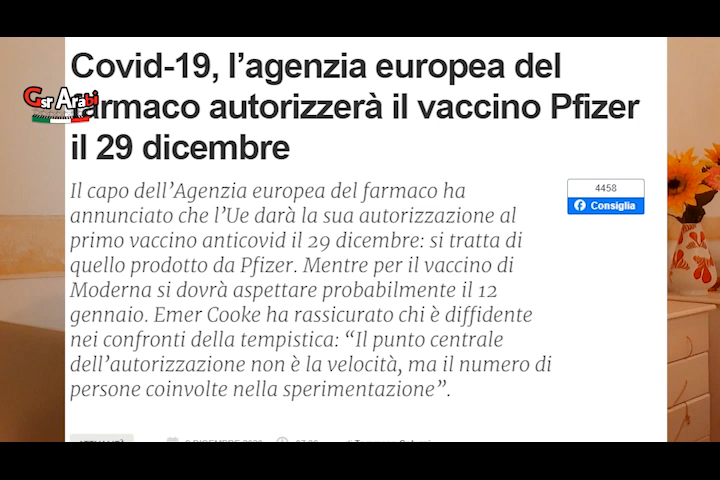 Covid-19, l'agenzia europea del
farmaco autorizzerà il vaccino Pfizer
il 29 dicembre
Gsr Arabi
Il capo dell'Agenzia europea del farmaco ha
annunciato che l'Ue darà la sua autorizzazione al
primo vaccino anticovid il 29 dicembre: si tratta di
quello prodotto da Pfizer. Mentre per il vaccino di
Moderna si dovrà aspettare probabilmente il 12
gennaio. Emer Cooke ha rassicurato chi è diffidente
nei confronti della tempistica: “Il punto centrale
dell'autorizzazione non è la velocità, ma il numero di
persone coinvolte nella sperimentazione”.
4458
Consiglia